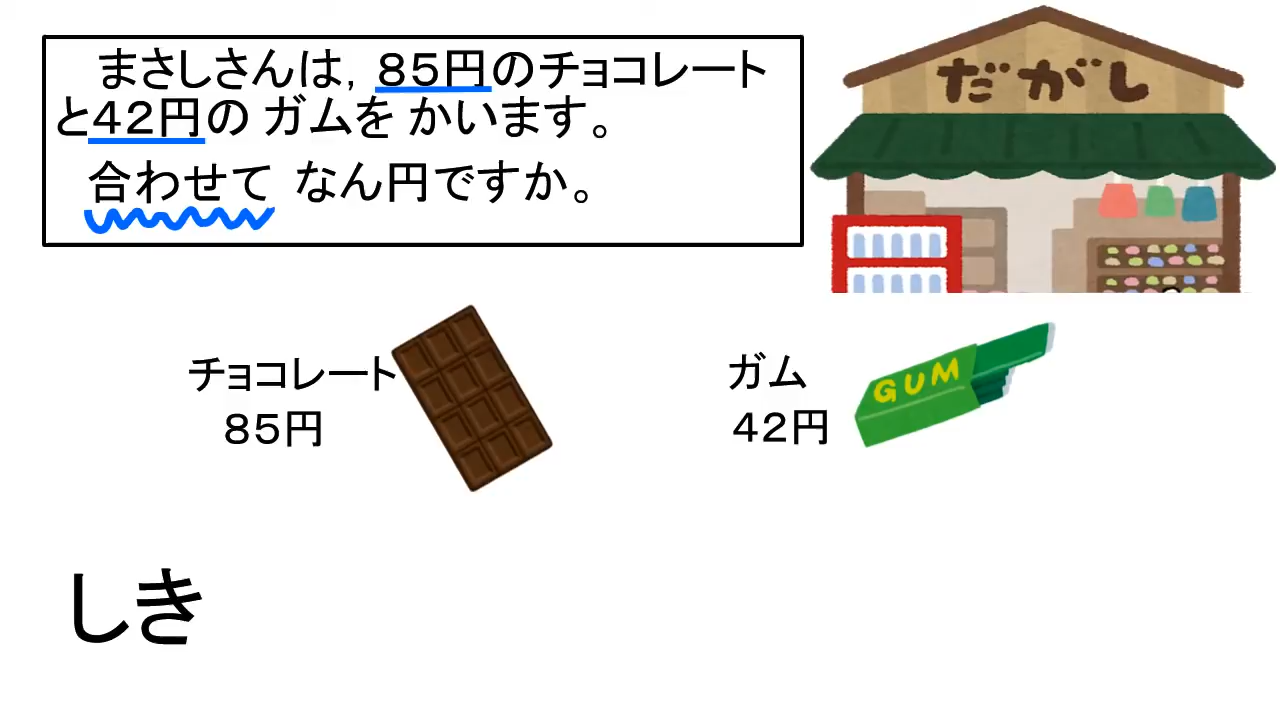 まさしさんは，８５円のチョコレート
と４２円の ガムを かいます。
合わせて なん円ですか。
だがし
チョコレート
８５円
ガム
４２円
GUM
しき